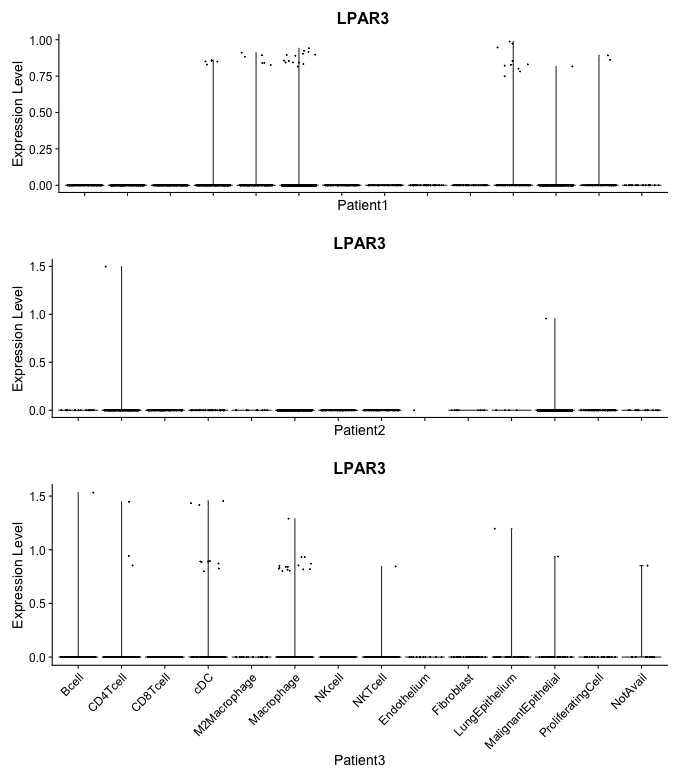 LPAR3
Expression Level
1.00
0.75
0.50
0.25
0.00
Patient1
LPAR3
Expression Level
1.5
1.0
0.5
0.0
Patient2
LPAR3
Expression Level
1.5
1.0
0.5
0.0
Bcell
CD4Tcell
CD8Tcell
cDC
M2Macrophage
Macrophage
NKcell
NKTcell
Endothelium
Fibroblast
LungEpithelium
MalignantEpithelial
ProliferatingCell
NotAvail
Patient3